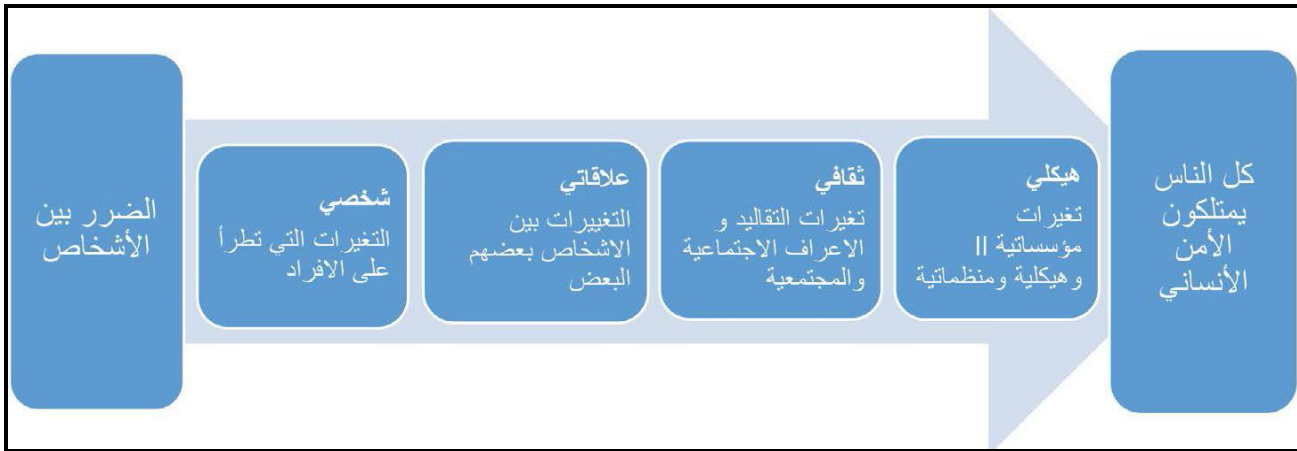 الضرر بين
الأشخاص
شخصي
التغيرات التي تطرأ
على الافراد
علاقاتي
التغييرات بين
الاشخاص بعضهم
البعض
ثقافي
تغيرات التقاليد و
الاعراف الاجتماعية
والمجتمعية
هيكلي
تغيرات
مؤسساتية II
وهيكلية ومنظماتية
كل الناس
يمتلكون
الأمن
الأنساني